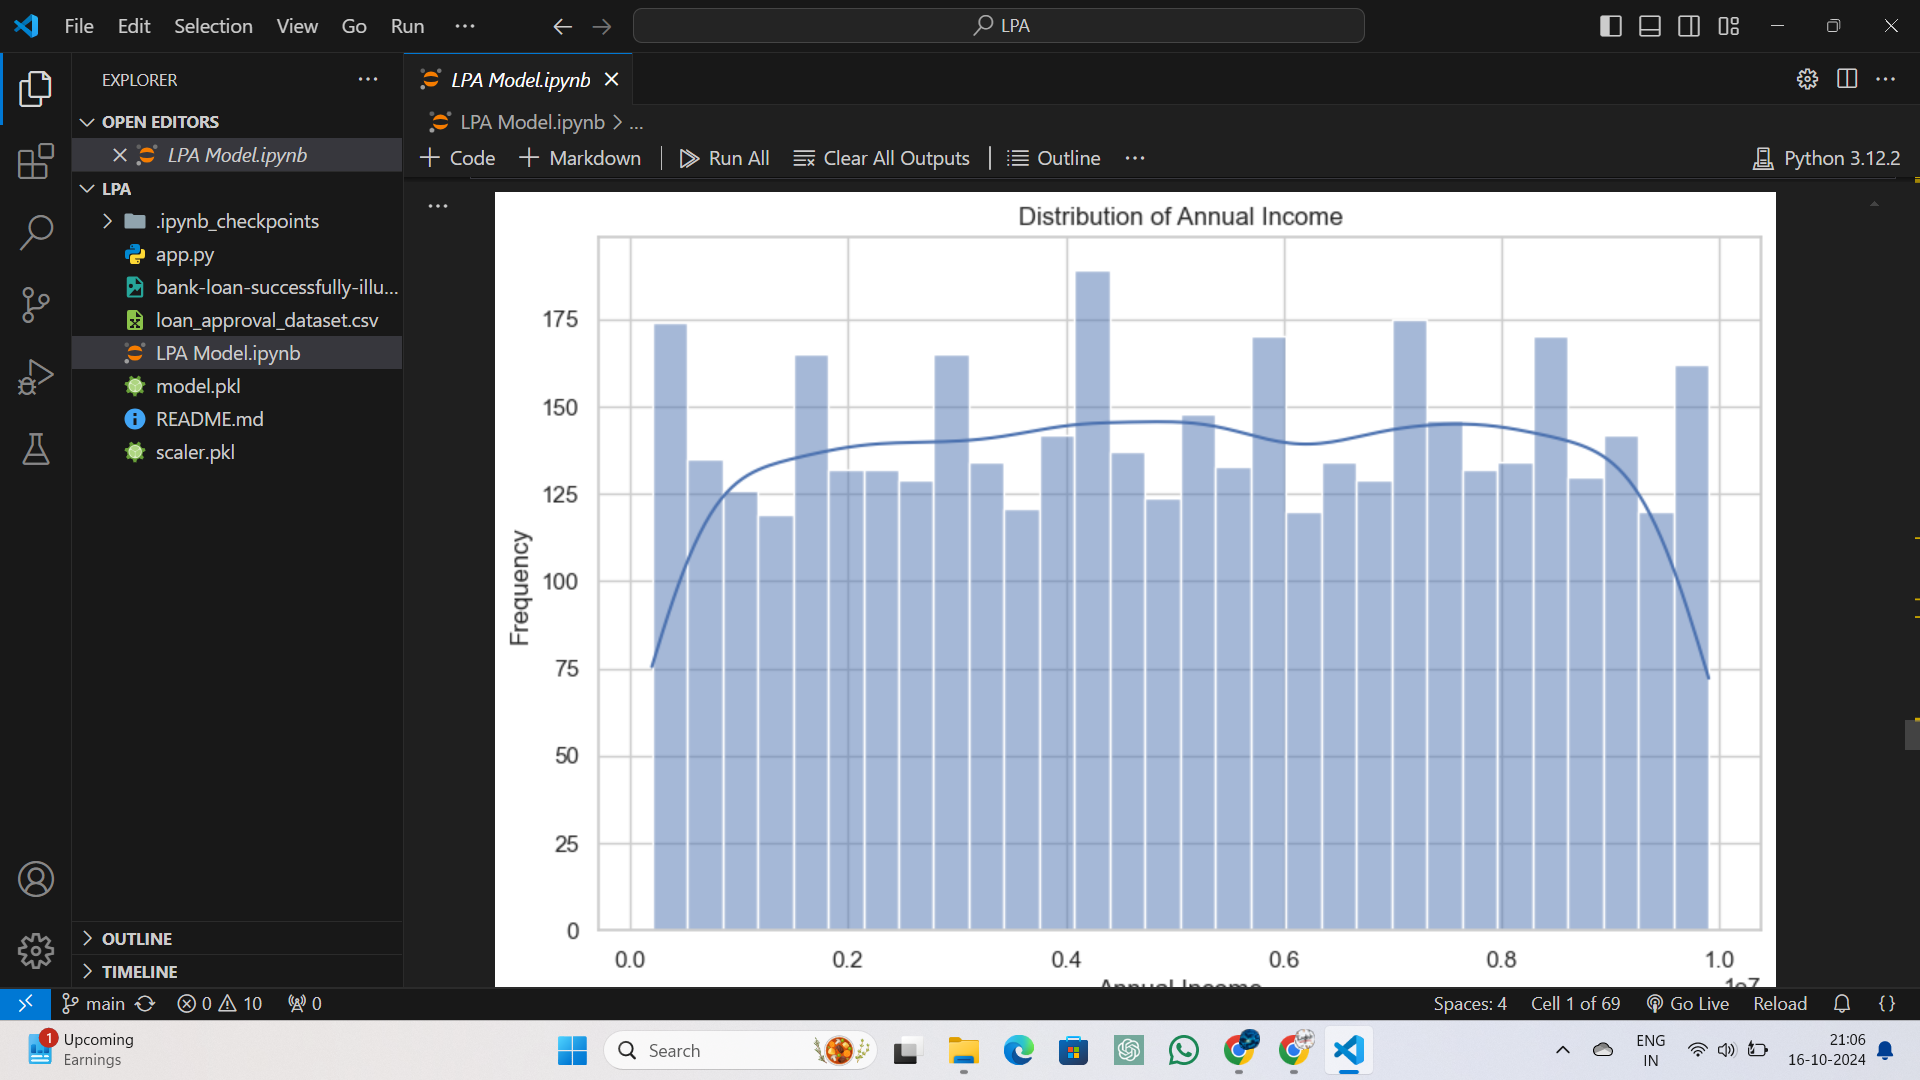 File Edit Selection View Go Run ···
LPA
EXPLORER
OPEN EDITORS
LPA Model.ipynb
LPA
.ipynb_checkpoints
app.py
bank-loan-successfully-illu...
loan_approval_dataset.csv
LPA Model.ipynb
model.pkl
README.md
scaler.pkl
OUTLINE
TIMELINE
LPA Model.ipynb
LPA Model.ipynb > ...
Code Markdown Run All Clear All Outputs Outline ··· Python 3.12.2
Distribution of Annual Income
Frequency
175
150
125
100
75
50
25
0
0.0 0.2 0.4 0.6 0.8 1.0
1e7
Annual Income
main 0 10 0 Spaces: 4 Cell 1 of 69 Go Live Reload {}
1
Upcoming
Earnings
Search
ENG
IN
21:06
16-10-2024